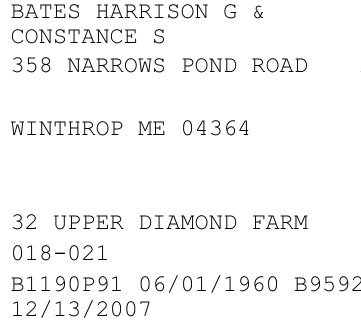 BATES HARRISON G &
CONSTANCE S
358 NARROWS POND ROAD
WINTHROP ME 04364
32 UPPER DIAMOND FARM
018-021
B1190P91 06/01/1960 B9592
12/13/2007